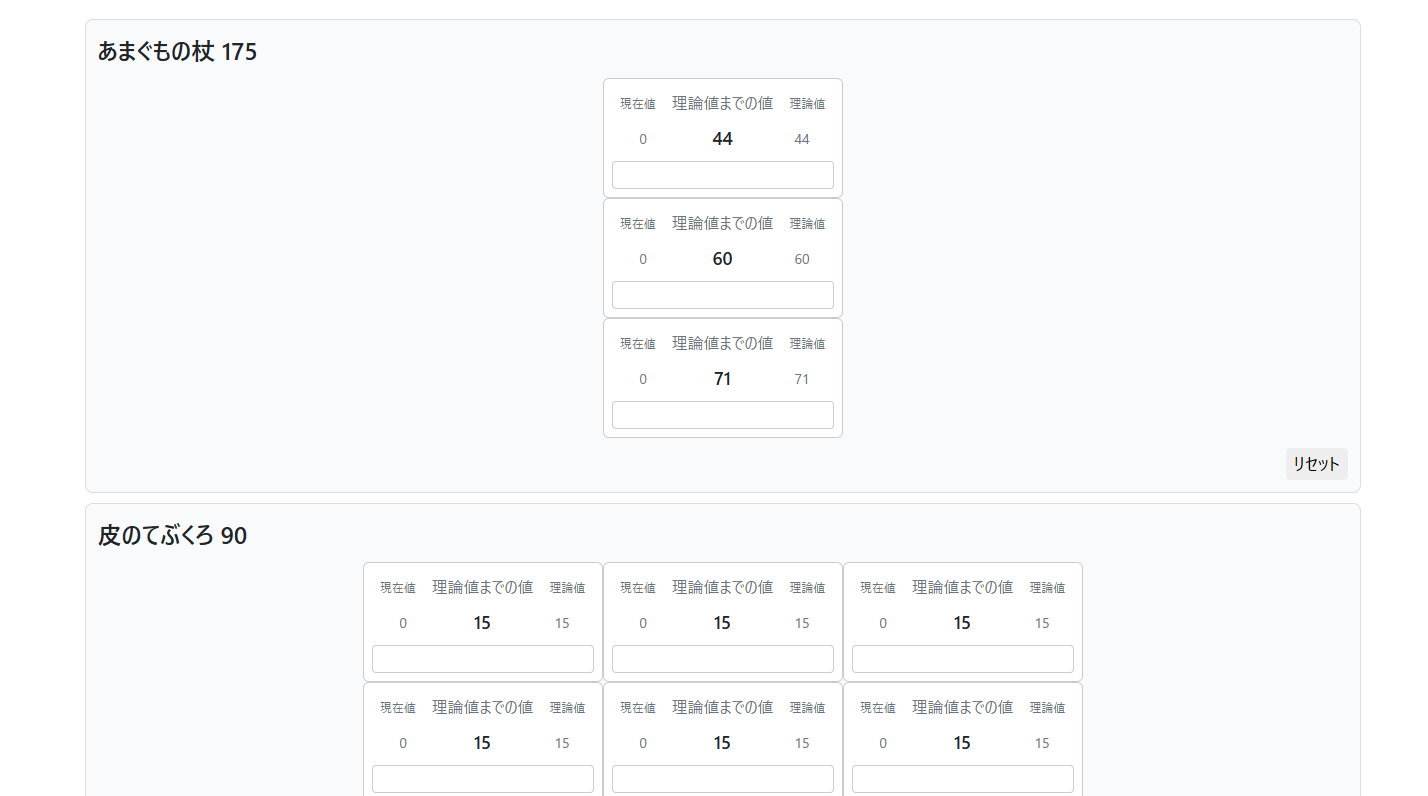 あまぐもの杖 175
現在値 理論値までの値 理論値
0 44 44
現在値 理論値までの値 理論値
0 60 60
現在値 理論値までの値 理論値
0 71 71
リセット
皮のてぶくろ 90
現在値 理論値までの値 理論値 現在値 理論値までの値 理論値 現在値 理論値までの値 理論値
0 15 15 0 15 15 0 15 15
現在値 理論値までの値 理論値 現在値 理論値までの値 理論値 現在値 理論値までの値 理論値
0 15 15 0 15 15 0 15 15